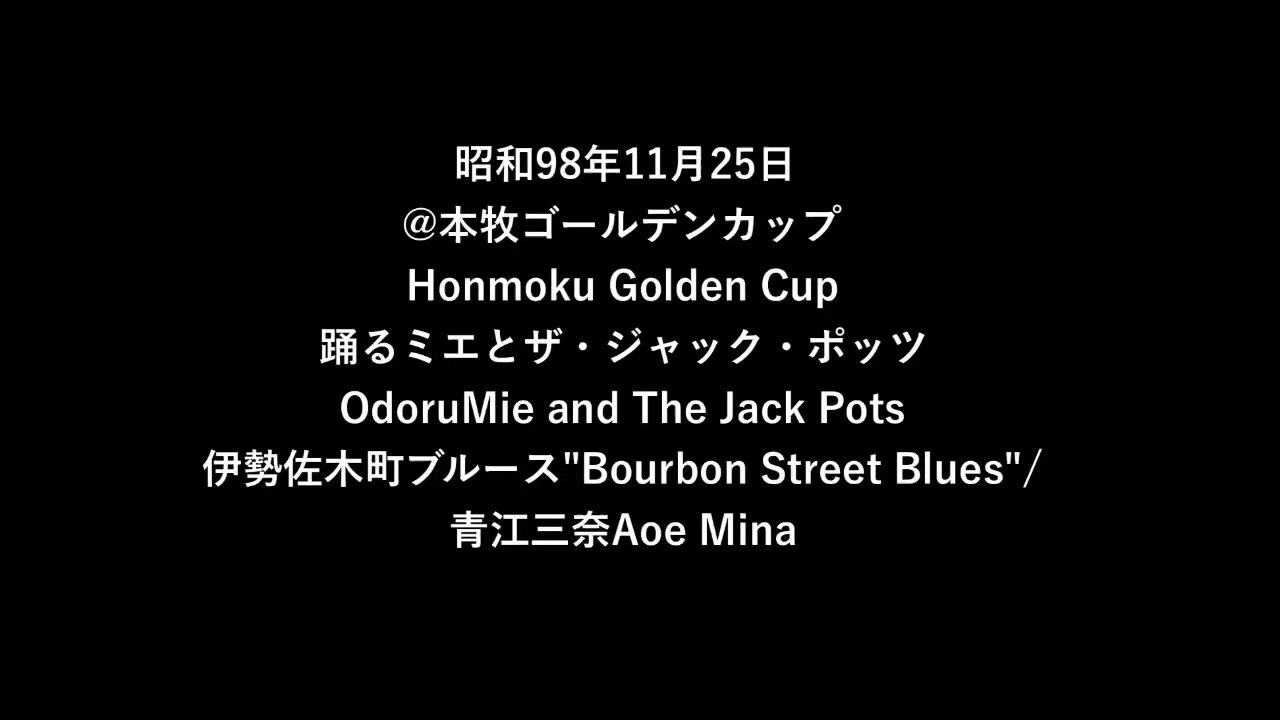 昭和98年11月25日
@本牧ゴールデンカップ
Honmoku Golden Cup
踊るミエとザ・ジャック・ポッツ
OdoruMie and The Jack Pots
伊勢佐木町ブルース"Bourbon Street Blues"/
青江三奈Aoe Mina